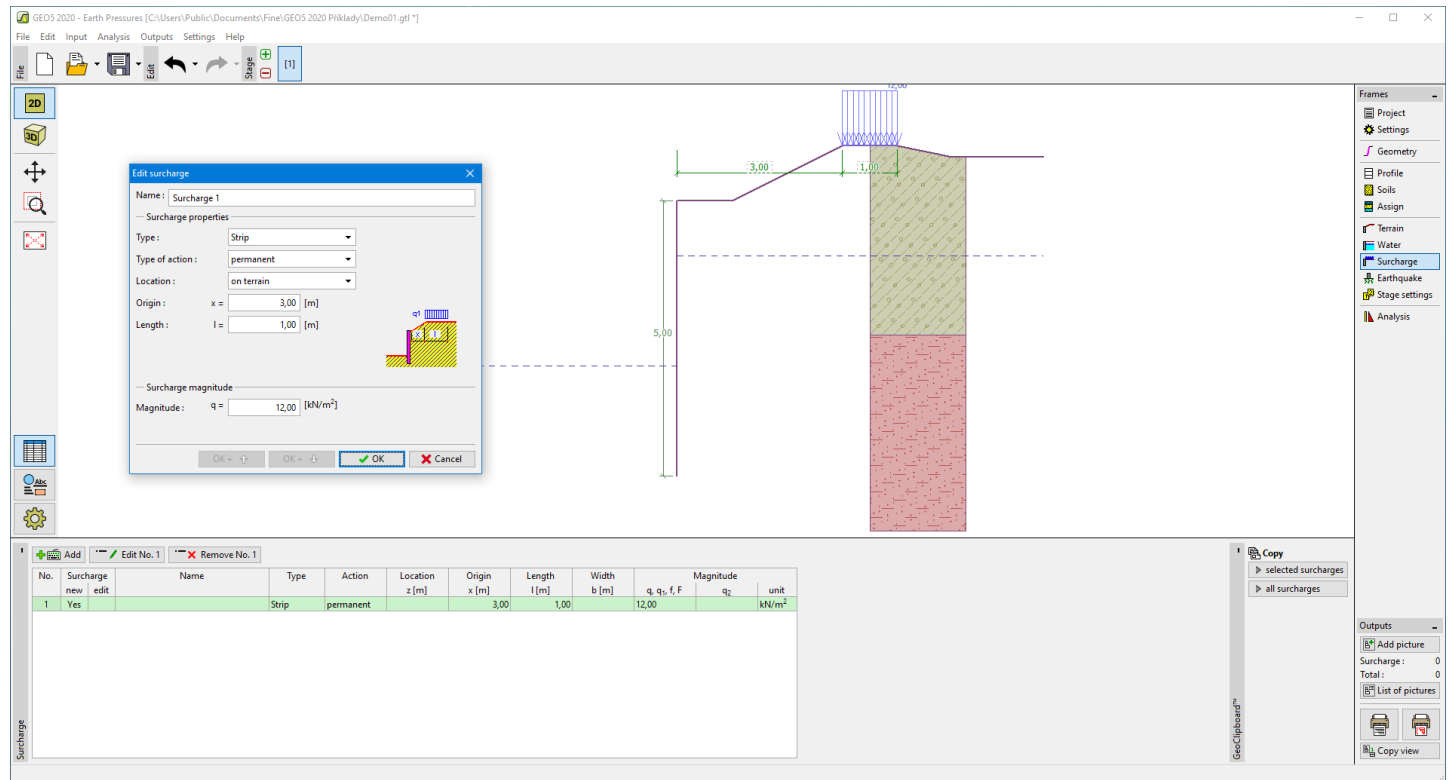 GEO5 2020 - Earth Pressures [C:\Users\Public\Documents\Fine\GEO5 2020 Příklady\Demo01.gtl *]
File Edit Input Analysis Outputs Settings Help
File
Edit
Stage
[1]
2D
3D
Abc
12,00
3,00
1,00
5,00
Edit surcharge
Name : Surcharge 1
Surcharge properties
Type : Strip
Type of action : permanent
Location : on terrain
Origin : x = 3,00 [m]
Length : l = 1,00 [m]
q1
x l
Surcharge magnitude
Magnitude : q = 12,00 [kN/m²]
OK + OK + OK Cancel
Frames
Project
Settings
Geometry
Profile
Soils
Assign
Terrain
Water
Surcharge
Earthquake
Stage settings
Analysis
Surcharge
Add Edit No. 1 Remove No. 1
No. Surcharge Name Type Action Location Origin Length Width Magnitude
new edit z [m] x [m] l [m] b [m] q, q₁, f, F q₂ unit
1 Yes Strip permanent 3,00 1,00 12,00 kN/m²
GeoClipboard™
Copy
selected surcharges
all surcharges
Outputs
Add picture
Surcharge : 0
Total : 0
List of pictures
Copy view